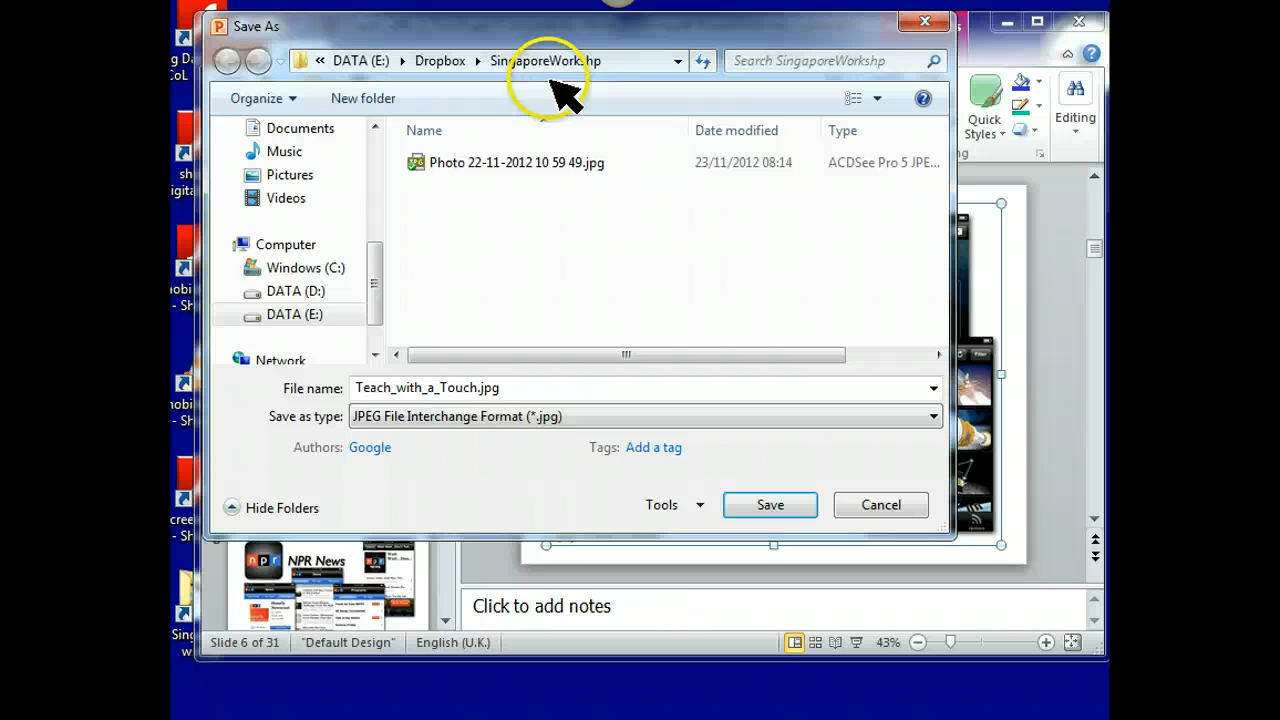 Save As
« DATA (E:) Dropbox SingaporeWorkshp
Search SingaporeWorkshp
Organize
New folder
Documents
Music
Pictures
Videos
Computer
Windows (C:)
DATA (D:)
DATA (E:)
Network
Name Date modified Type
Photo 22-11-2012 10 59 49.jpg 23/11/2012 08:14 ACDSee Pro 5 JPE...
File name: Teach_with_a_Touch.jpg
Save as type: JPEG File Interchange Format (*.jpg)
Authors: Google Tags: Add a tag
Hide Folders
Tools Save Cancel
Quick
Styles
Editing
npr NPR News
Click to add notes
Slide 6 of 31 "Default Design" English (U.K.) 43%